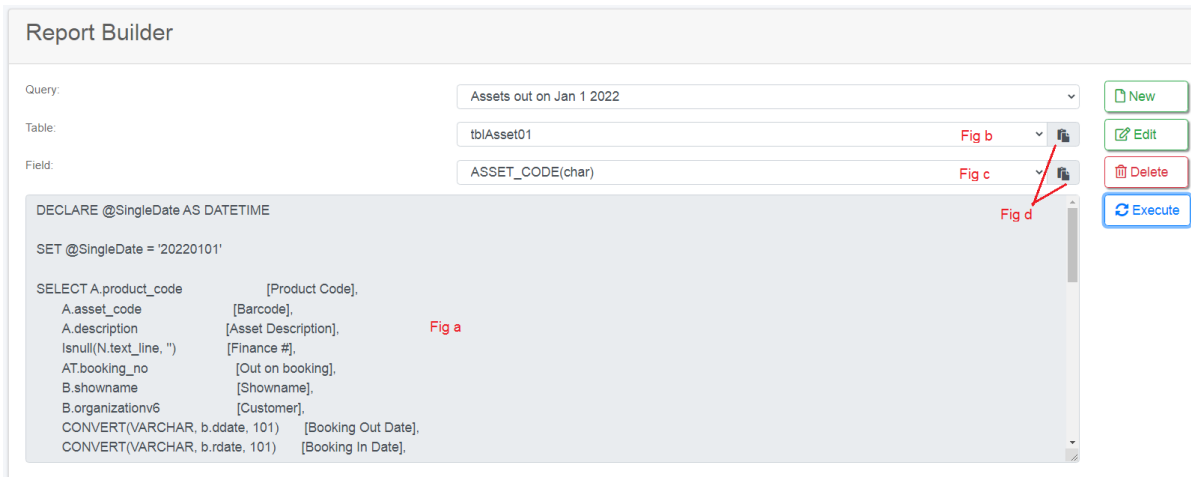 Report Builder
Query:
Assets out on Jan 1 2022
New
Table:
tblAsset01
Fig b
Edit
Field:
ASSET_CODE(char)
Fig c
Delete
Fig d
Execute
DECLARE @SingleDate AS DATETIME
SET @SingleDate = '20220101'
SELECT A.product_code [Product Code],
A.asset_code [Barcode],
A.description [Asset Description],
Fig a
Isnull(N.text_line, '') [Finance #],
AT.booking_no [Out on booking],
B.showname [Showname],
B.organizationv6 [Customer],
CONVERT(VARCHAR, b.ddate, 101) [Booking Out Date],
CONVERT(VARCHAR, b.rdate, 101) [Booking In Date],